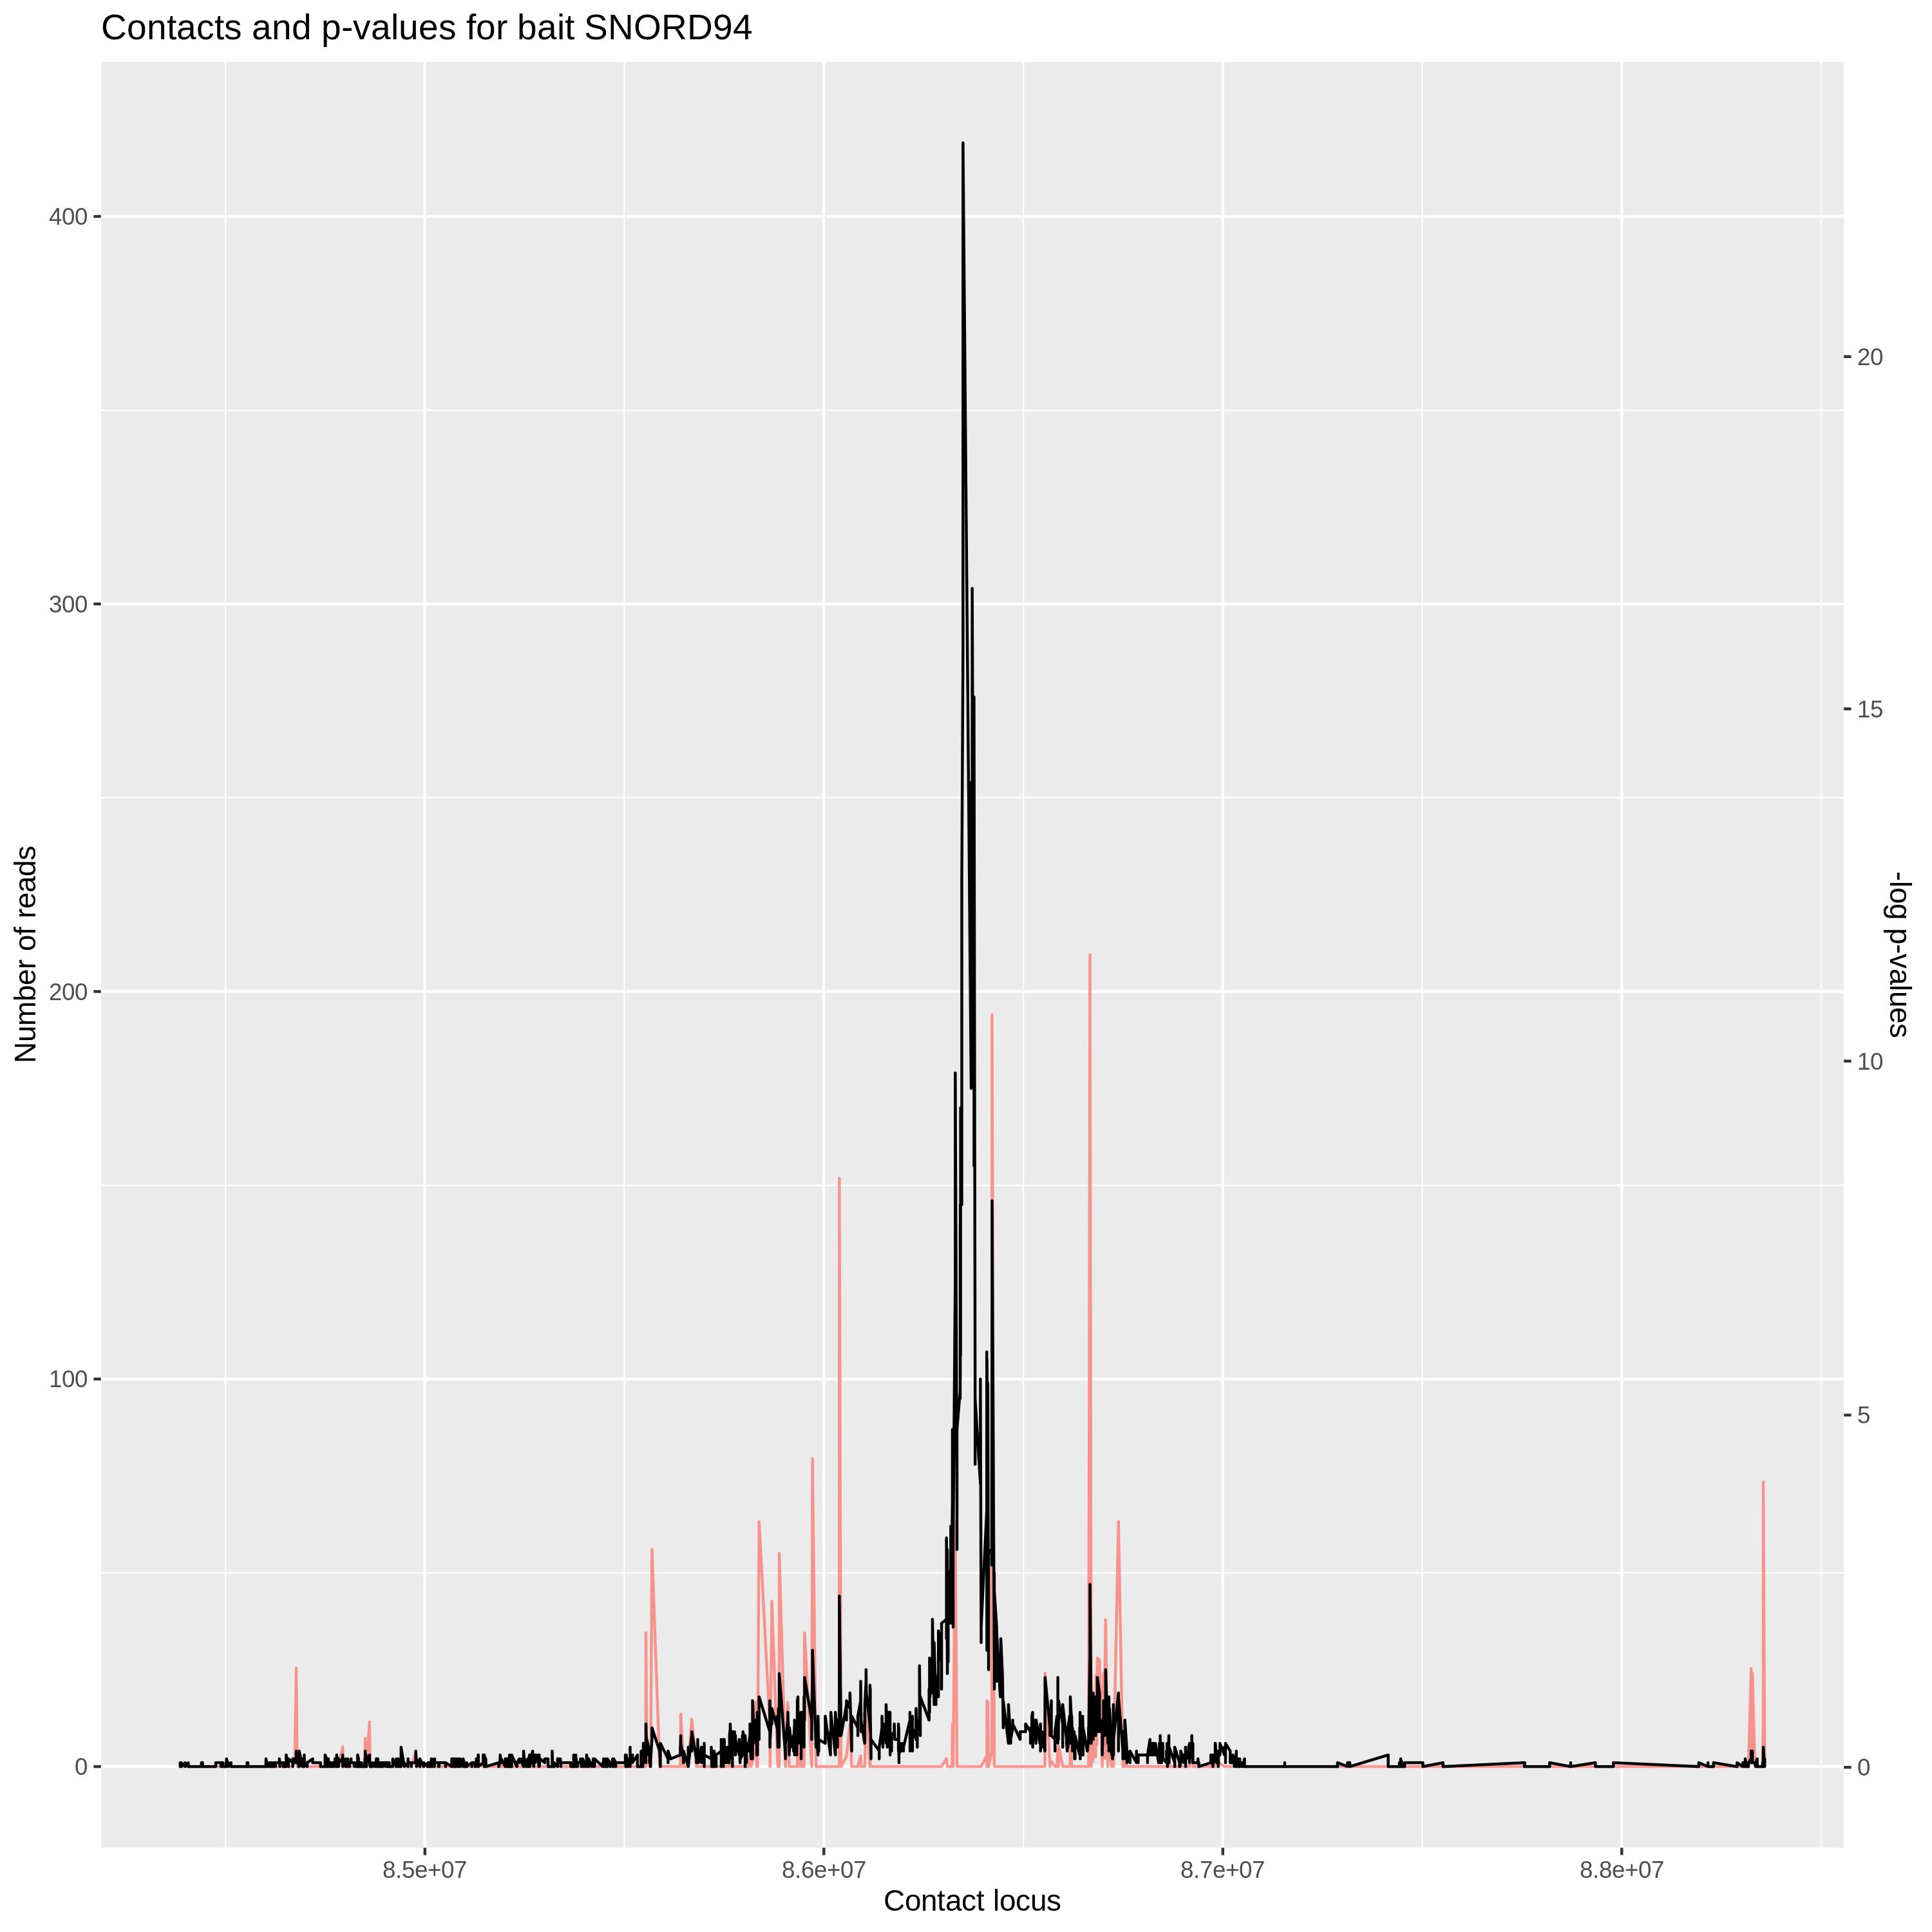 Contacts and p-values for bait SNORD94
400
300
200
100
0
20
15
10
5
0
Number of reads
-log p-values
8.5e+07
8.6e+07
8.7e+07
8.8e+07
Contact locus